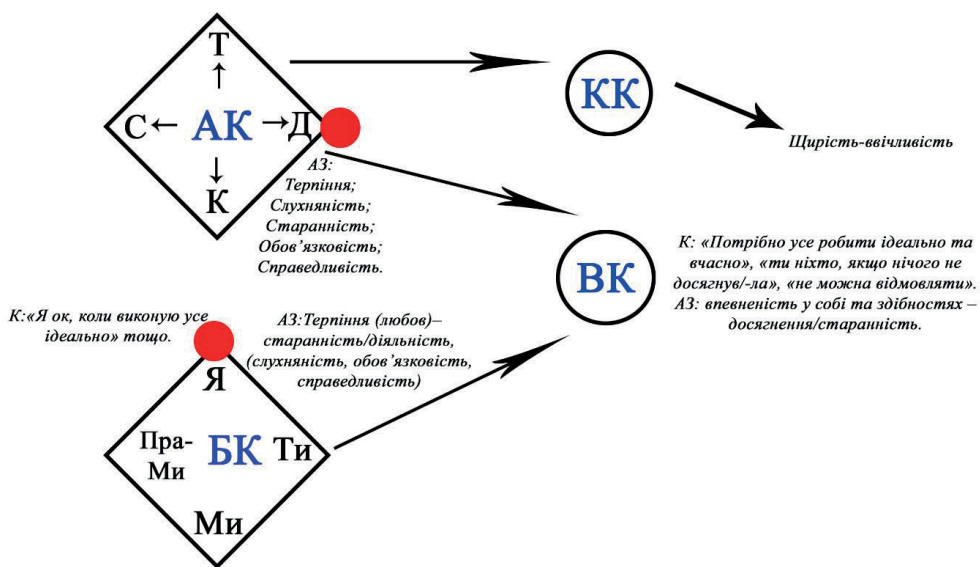 Т
С ← АК → Д
К
КК
Щирість-ввічливість
АЗ:
Терпіння;
Слухняність;
Старанність;
Обов’язковість;
Справедливість.
ВК
К: «Потрібно усе робити ідеально та
вчасно», «ти ніхто, якщо нічого не
досягнув/-ла», «не можна відмовляти».
АЗ: впевненість у собі та здібностях –
досягнення/старанність.
К:«Я ок, коли виконую усе
ідеально» тощо.
АЗ:Терпіння (любов)–
старанність/діяльність,
(слухняність, обов’язковість,
справедливість)
Я
Пра-
Ми
БК
Ти
Ми